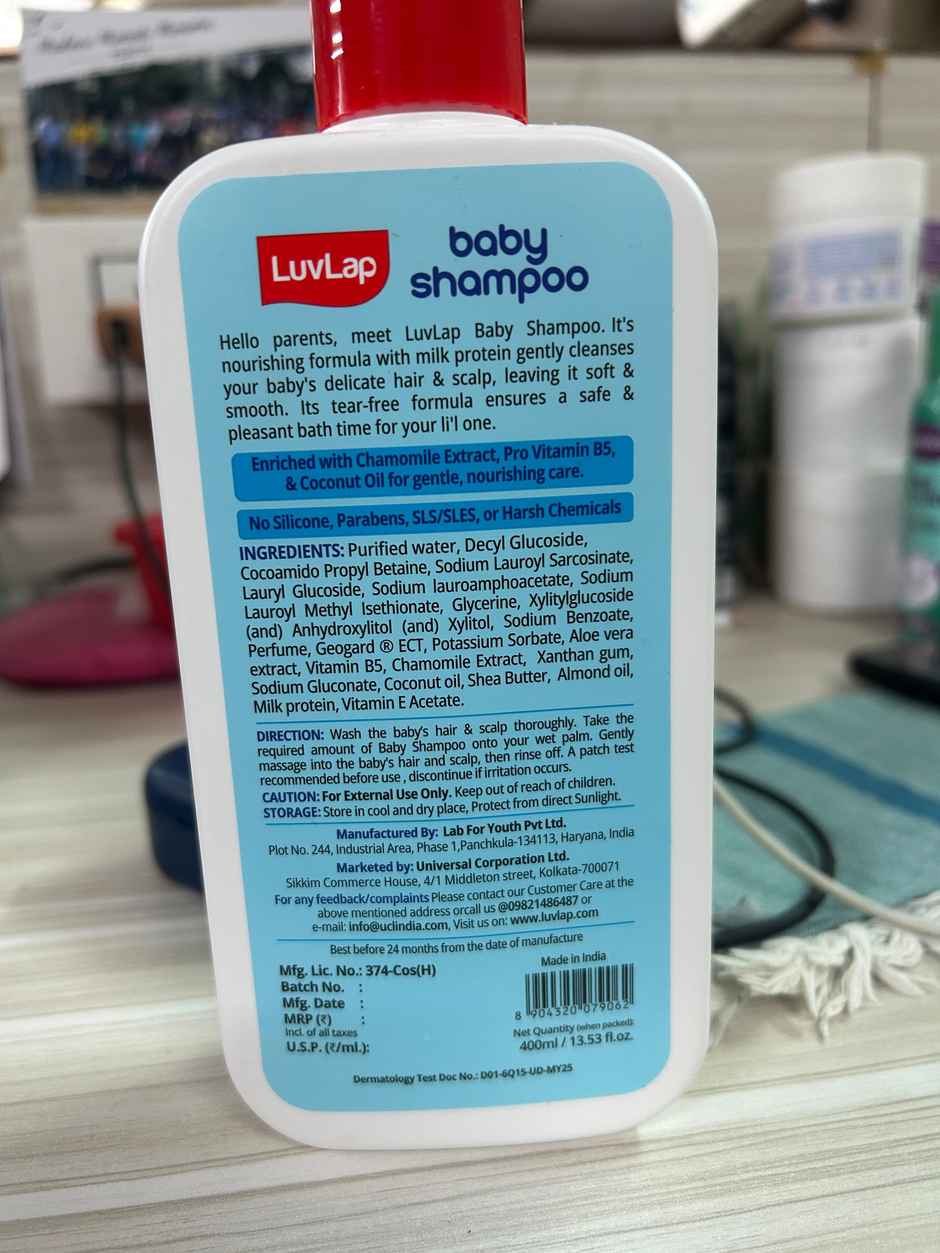 LuvLap
baby
shampoo
Hello parents, meet LuvLap Baby Shampoo. It's
nourishing formula with milk protein gently cleanses
your baby's delicate hair & scalp, leaving it soft &
smooth. Its tear-free formula ensures a safe &
pleasant bath time for your li'l one.
Enriched with Chamomile Extract, Pro Vitamin B5,
& Coconut Oil for gentle, nourishing care.
No Silicone, Parabens, SLS/SLES, or Harsh Chemicals
INGREDIENTS: Purified water, Decyl Glucoside,
Cocoamido Propyl Betaine, Sodium Lauroyl Sarcosinate,
Lauryl Glucoside, Sodium lauroamphoacetate, Sodium
Lauroyl Methyl Isethionate, Glycerine, Xylitylglucoside
(and) Anhydroxylitol (and) Xylitol, Sodium Benzoate,
Perfume, Geogard ® ECT, Potassium Sorbate, Aloe vera
extract, Vitamin B5, Chamomile Extract, Xanthan gum,
Sodium Gluconate, Coconut oil, Shea Butter, Almond oil,
Milk protein, Vitamin E Acetate.
DIRECTION: Wash the baby's hair & scalp thoroughly. Take the
required amount of Baby Shampoo onto your wet palm. Gently
massage into the baby's hair and scalp, then rinse off. A patch test
recommended before use , discontinue if irritation occurs.
CAUTION: For External Use Only. Keep out of reach of children.
STORAGE: Store in cool and dry place, Protect from direct Sunlight.
Manufactured By: Lab For Youth Pvt Ltd.
Plot No. 244, Industrial Area, Phase 1,Panchkula-134113, Haryana, India
Marketed by: Universal Corporation Ltd.
Sikkim Commerce House, 4/1 Middleton street, Kolkata-700071
For any feedback/complaints Please contact our Customer Care at the
above mentioned address orcall us @09821486487 or
e-mail: info@uclindia.com, Visit us on: www.luvlap.com
Best before 24 months from the date of manufacture
Mfg. Lic. No.: 374-Cos(H)
Batch No. :
Mfg. Date :
MRP (₹) :
Incl. of all taxes
U.S.P. (₹/ml.):
Made in India
8 904320 079062
Net Quantity (when packed):
400ml / 13.53 fl.oz.
Dermatology Test Doc No.: D01-6Q15-UD-MY25